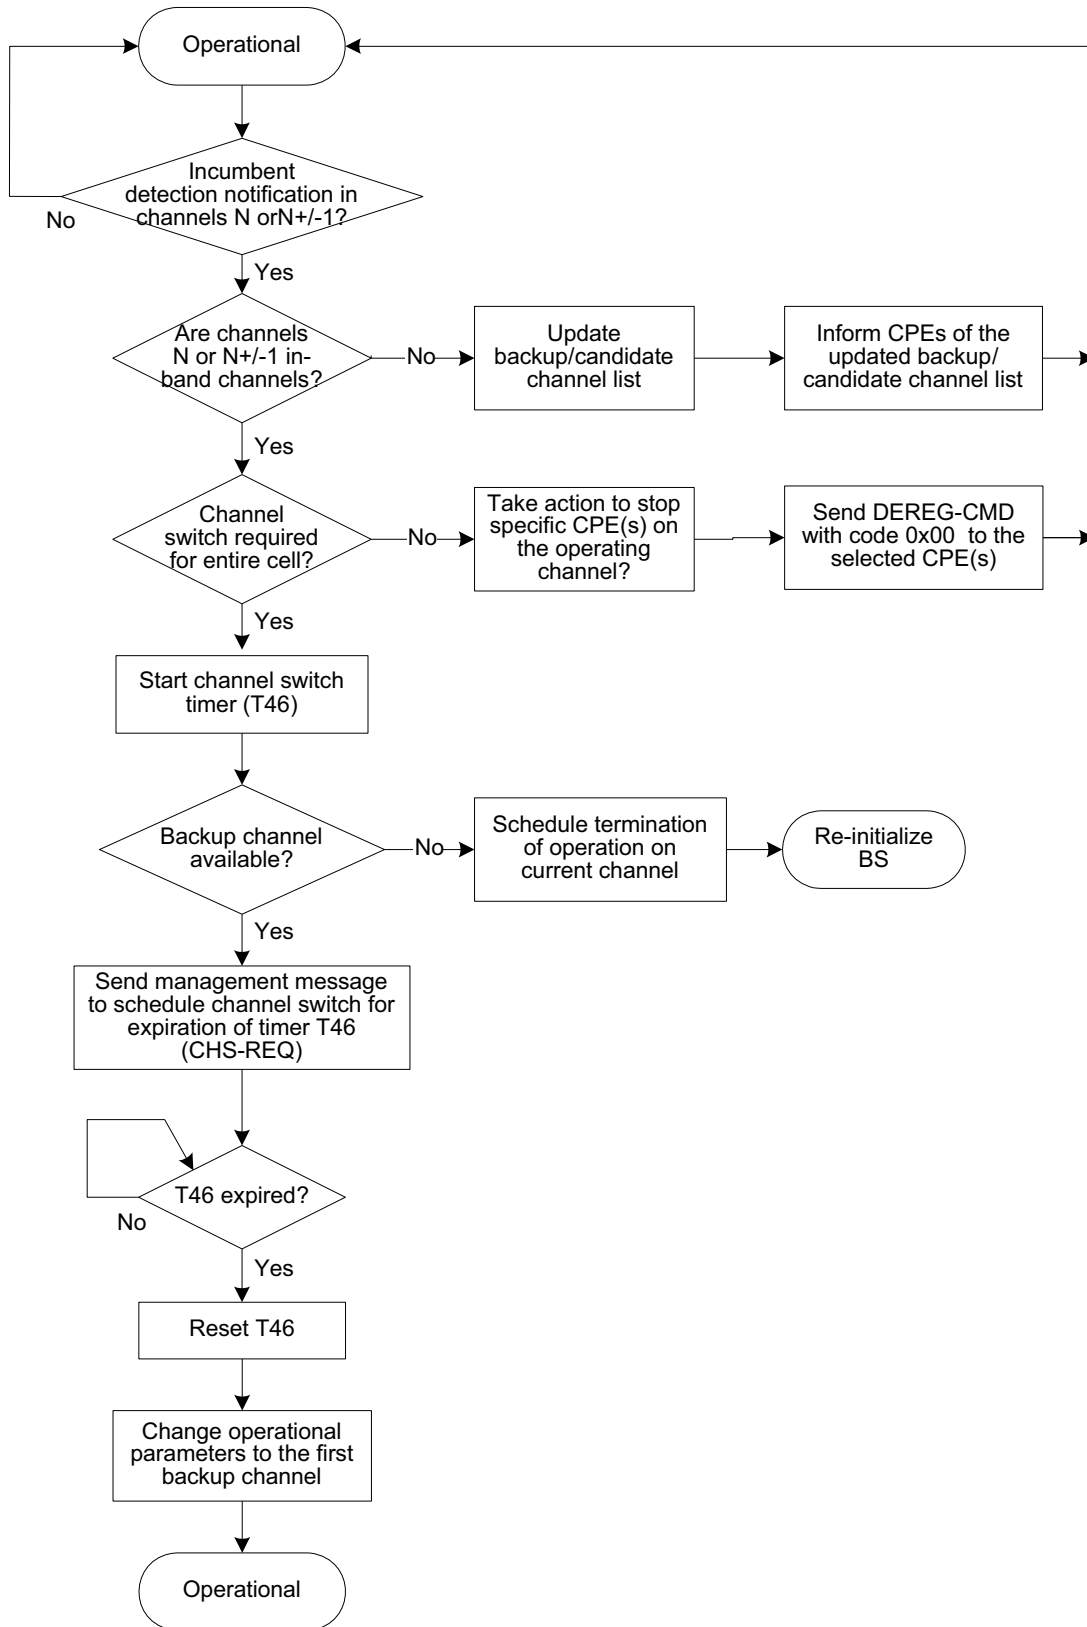 Operational
Incumbent
detection notification in
channels N orN+/-1?
No
Yes
Are channels
N or N+/-1 in-
band channels?
No
Update
backup/candidate
channel list
Inform CPEs of the
updated backup/
candidate channel list
Yes
Channel
switch required
for entire cell?
No
Take action to stop
specific CPE(s) on
the operating
channel?
Send DEREG-CMD
with code 0x00 to the
selected CPE(s)
Yes
Start channel switch
timer (T46)
Backup channel
available?
No
Schedule termination
of operation on
current channel
Re-initialize
BS
Yes
Send management message
to schedule channel switch for
expiration of timer T46
(CHS-REQ)
T46 expired?
No
Yes
Reset T46
Change operational
parameters to the first
backup channel
Operational